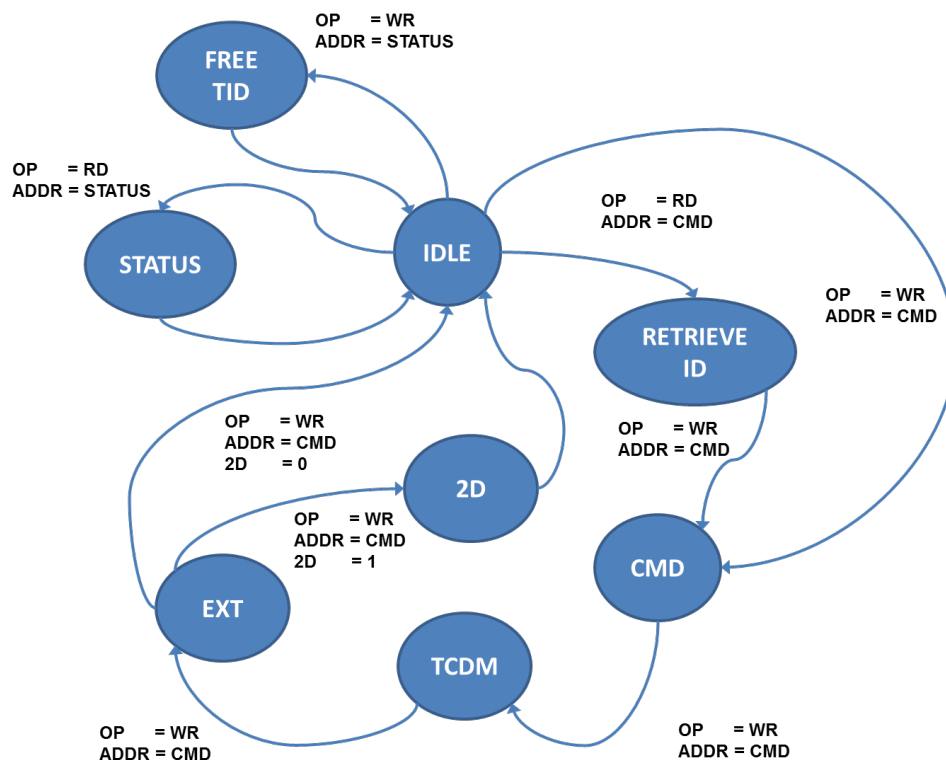 OP = WR
ADDR = STATUS
FREE
TID
OP = RD
ADDR = STATUS
STATUS
IDLE
OP = RD
ADDR = CMD
OP = WR
ADDR = CMD
RETRIEVE
ID
OP = WR
ADDR = CMD
2D = 0
OP = WR
ADDR = CMD
2D
OP = WR
ADDR = CMD
2D = 1
CMD
EXT
TCDM
OP = WR
ADDR = CMD
OP = WR
ADDR = CMD